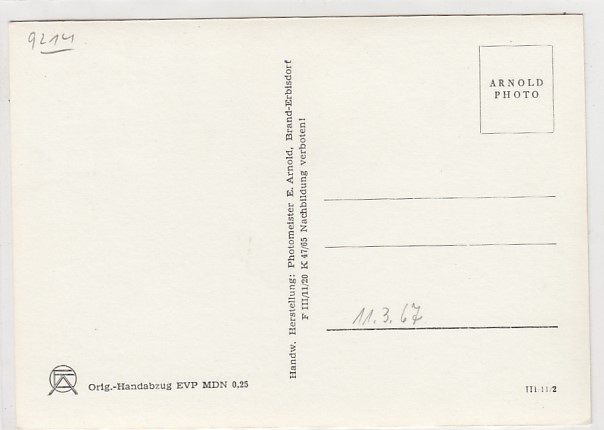 9214
ARNOLD
PHOTO
Handw. Herstellung: Photomeister E. Arnold, Brand-Erbisdorf
F III/11/20 K 47/65 Nachbildung verboten!
11.3.67
Orig.-Handabzug EVP MDN 0,25
III/11/2